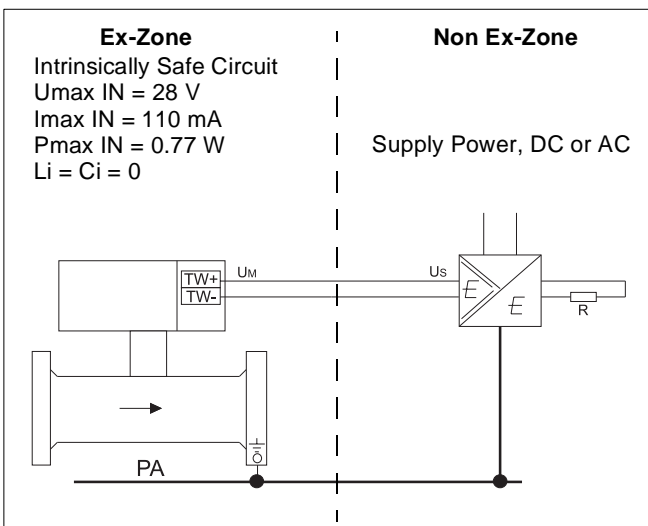 Ex-Zone
Intrinsically Safe Circuit
Umax IN = 28 V
Imax IN = 110 mA
Pmax IN = 0.77 W
Li = Ci = 0
Non Ex-Zone
Supply Power, DC or AC
TW+
TW-
UM
US
E
E
R
PA